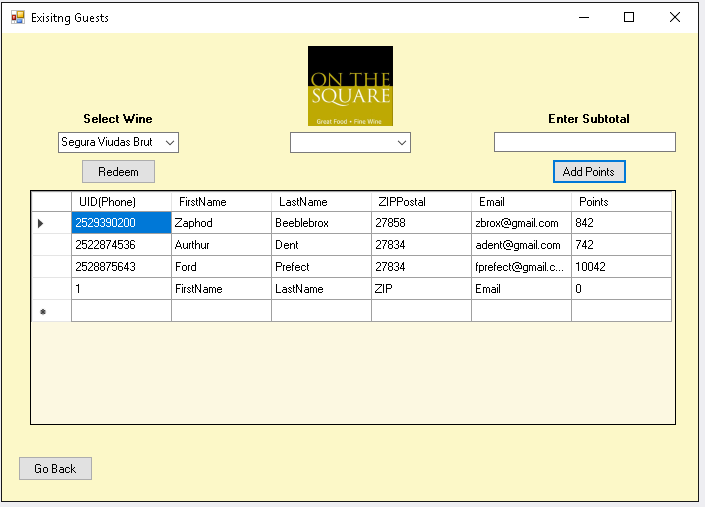 Exisitng Guests
ON THE
SQUARE
Great Food • Fine Wine
Select Wine
Enter Subtotal
Segura Viudas Brut
Redeem
Add Points
UID(Phone) FirstName LastName ZIPPostal Email Points
2529390200 Zaphod Beeblebrox 27858 zbrox@gmail.com 842
2522874536 Aurthur Dent 27834 adent@gmail.com 742
2528875643 Ford Prefect 27834 fprefect@gmail.c... 10042
1 FirstName LastName ZIP Email 0
Go Back